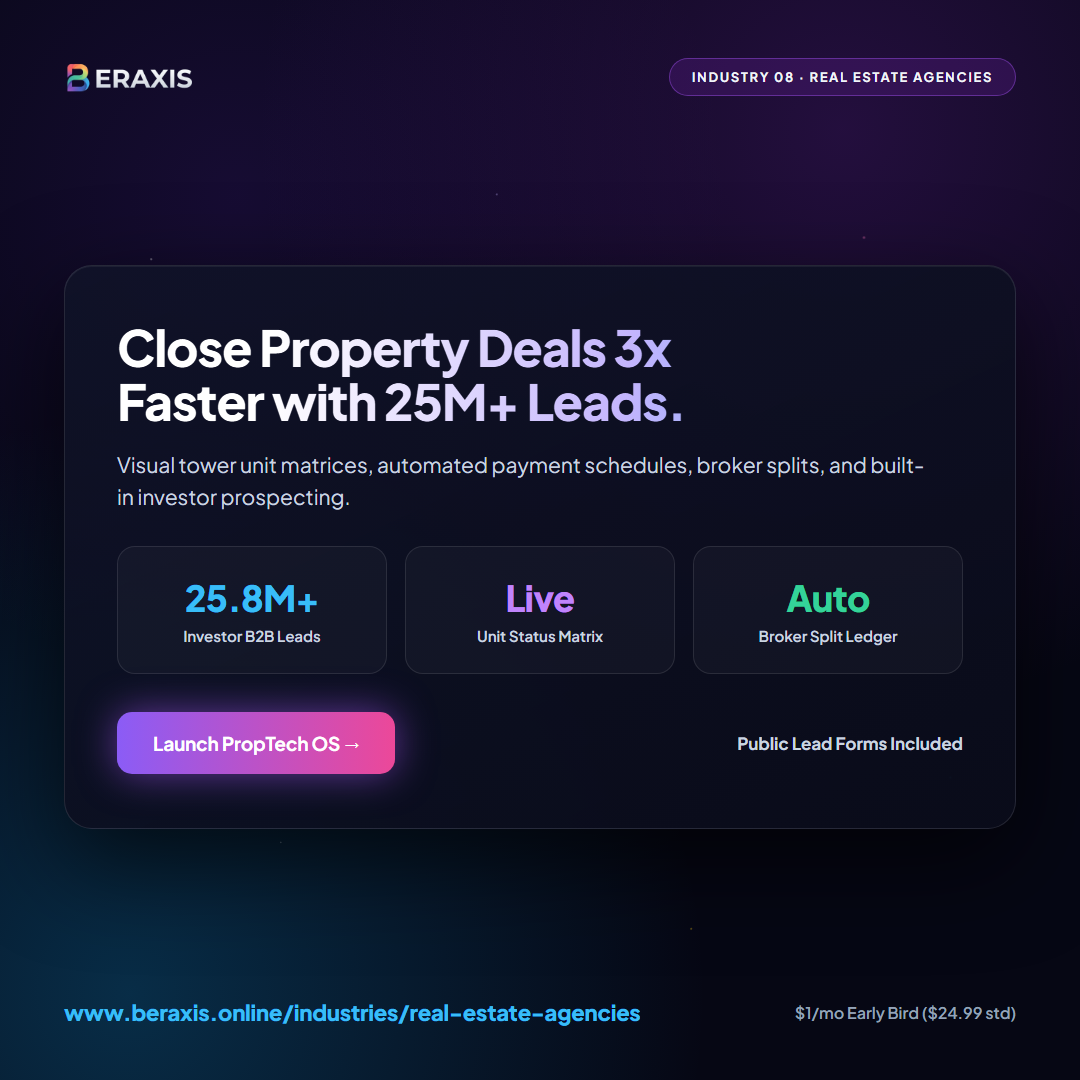 BERAXIS
INDUSTRY 08 · REAL ESTATE AGENCIES
Close Property Deals 3x
Faster with 25M+ Leads.
Visual tower unit matrices, automated payment schedules, broker splits, and built-
in investor prospecting.
25.8M+
Investor B2B Leads
Live
Unit Status Matrix
Auto
Broker Split Ledger
Launch PropTech OS →
Public Lead Forms Included
www.beraxis.online/industries/real-estate-agencies
$1/mo Early Bird ($24.99 std)